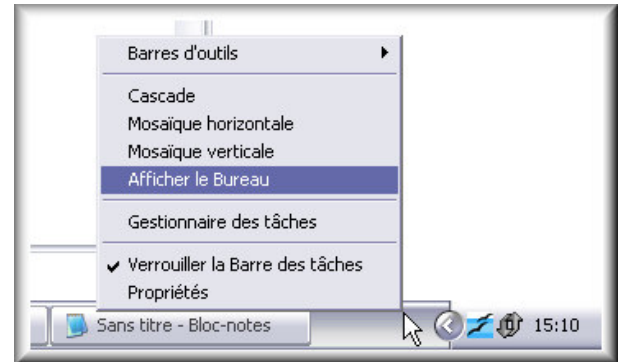 Barres d'outils
Cascade
Mosaïque horizontale
Mosaïque verticale
Afficher le Bureau
Gestionnaire des tâches
Verrouiller la Barre des tâches
Propriétés
Sans titre - Bloc-notes
15:10